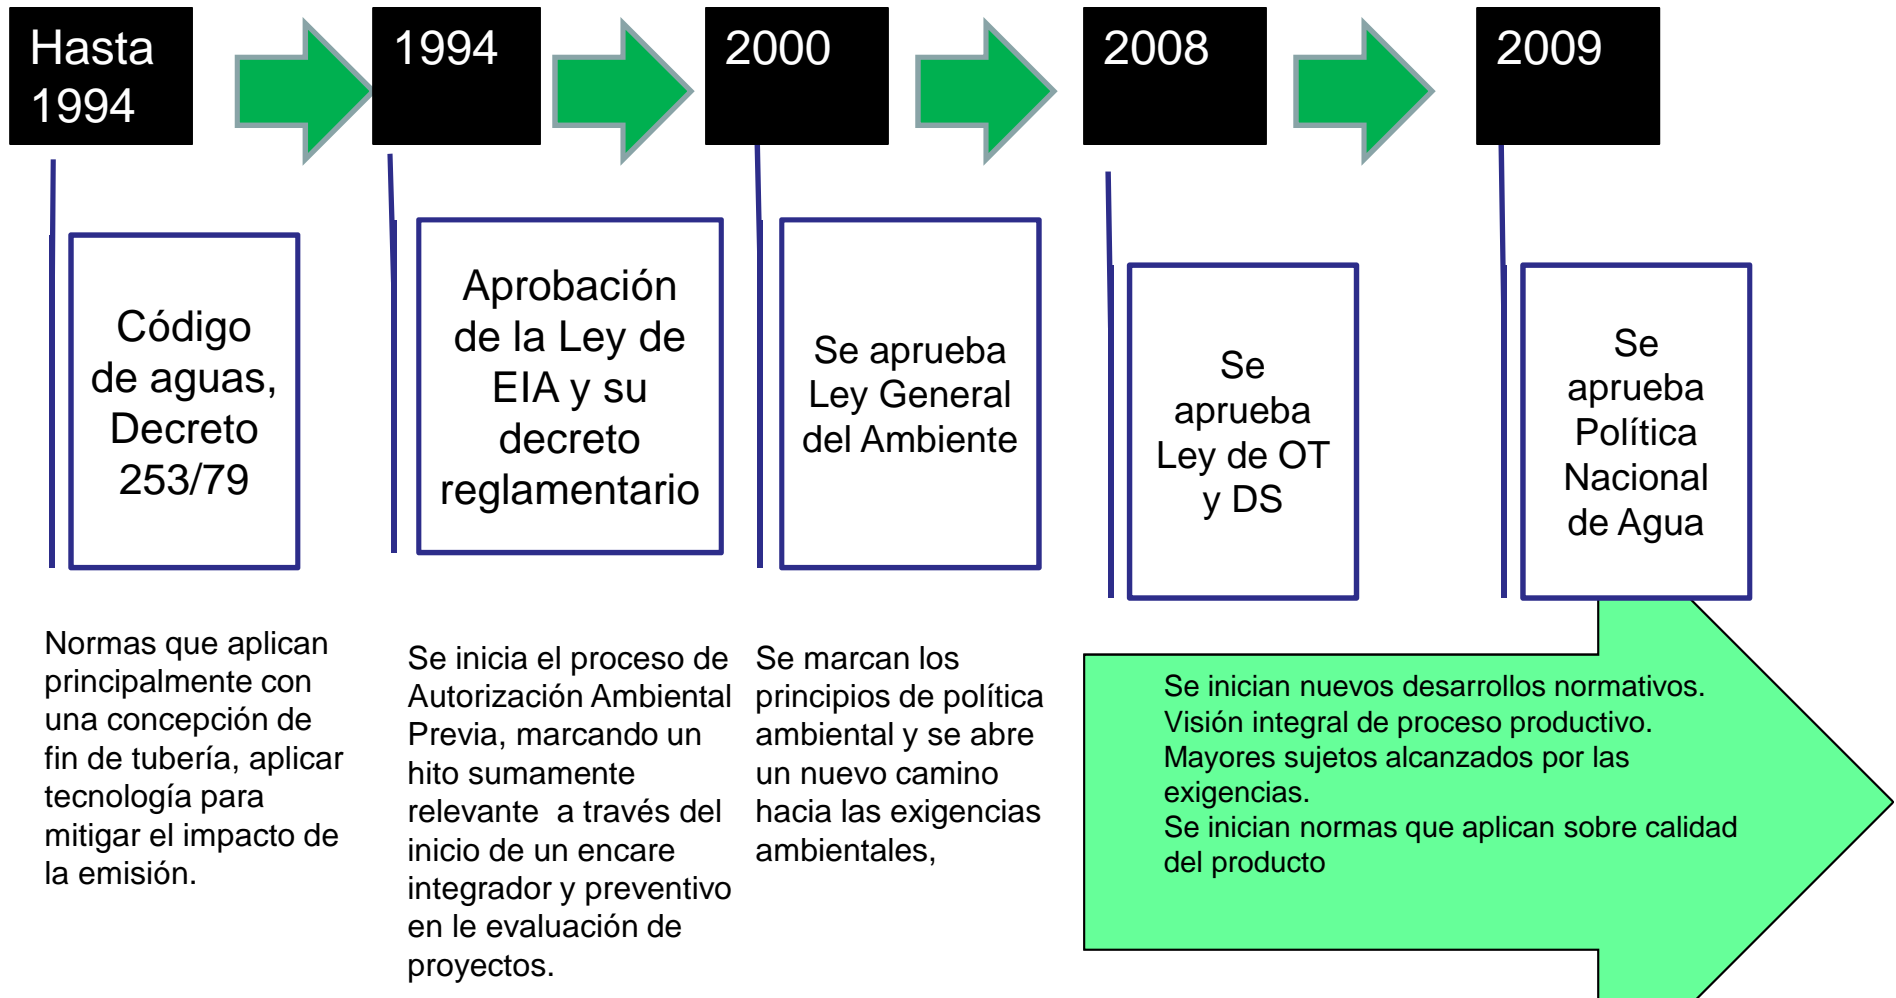 Hasta
1994
1994
2000
2008
2009
Código
de aguas,
Decreto
253/79
Aprobación
de la Ley de
EIA y su
decreto
reglamentario
Se aprueba
Ley General
del Ambiente
Se
aprueba
Ley de OT
y DS
Se
aprueba
Política
Nacional
de Agua
Normas que aplican
principalmente con
una concepción de
fin de tubería, aplicar
tecnología para
mitigar el impacto de
la emisión.
Se inicia el proceso de
Autorización Ambiental
Previa, marcando un
hito sumamente
relevante  a través del
inicio de un encare
integrador y preventivo
en le evaluación de
proyectos.
Se marcan los
principios de política
ambiental y se abre
un nuevo camino
hacia las exigencias
ambientales,
Se inician nuevos desarrollos normativos.
Visión integral de proceso productivo.
Mayores sujetos alcanzados por las
exigencias.
Se inician normas que aplican sobre calidad
del producto